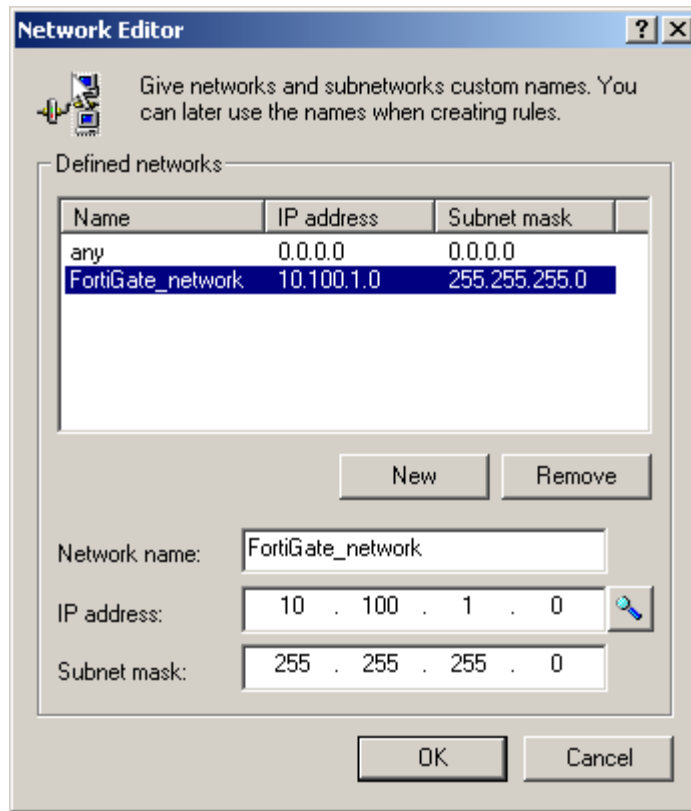 Network Editor
Give networks and subnetworks custom names. You
can later use the names when creating rules.
Defined networks
Name IP address Subnet mask
any 0.0.0.0 0.0.0.0
FortiGate_network 10.100.1.0 255.255.255.0
New Remove
Network name: FortiGate_network
IP address: 10 . 100 . 1 . 0
Subnet mask: 255 . 255 . 255 . 0
OK Cancel